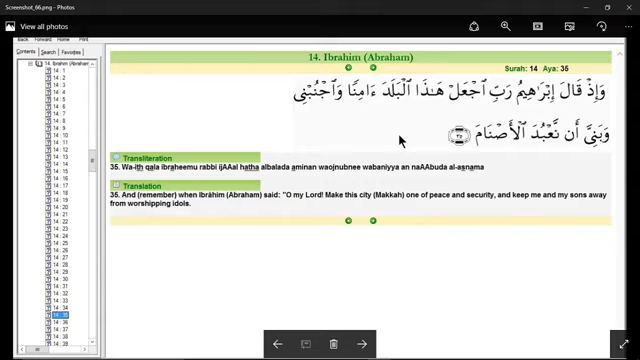 Screenshot_66.png - Photos
View all photos
Back Forward Home Print
Contents Search Favorites
14. Ibrahim (Abraham)
14 : 1
14 : 2
14 : 3
14 : 4
14 : 5
14 : 6
14 : 7
14 : 8
14 : 9
14 : 10
14 : 11
14 : 12
14 : 13
14 : 14
14 : 15
14 : 16
14 : 17
14 : 18
14 : 19
14 : 20
14 : 21
14 : 22
14 : 23
14 : 24
14 : 25
14 : 26
14 : 27
14 : 28
14 : 29
14 : 30
14 : 31
14 : 32
14 : 33
14 : 34
14 : 35
14 : 36
14 : 37
14 : 38
14 : 39
14. Ibrahim (Abraham)
Surah: 14 Aya: 35
وَإِذْ قَالَ إِبْرَٰهِيمُ رَبِّ ٱجْعَلْ هَـٰذَا ٱلْبَلَدَ ءَامِنًا وَٱجْنُبْنِى
وَبَنِىَّ أَن نَّعْبُدَ ٱلْأَصْنَامَ ٣٥
Transliteration
35. Wa-ith qala ibraheemu rabbi ijAAal hatha albalada aminan waojnubnee wabaniyya an naAAbuda al-asnama
Translation
35. And (remember) when Ibrâhim (Abraham) said: "O my Lord! Make this city (Makkah) one of peace and security, and keep me and my sons away
from worshipping idols.